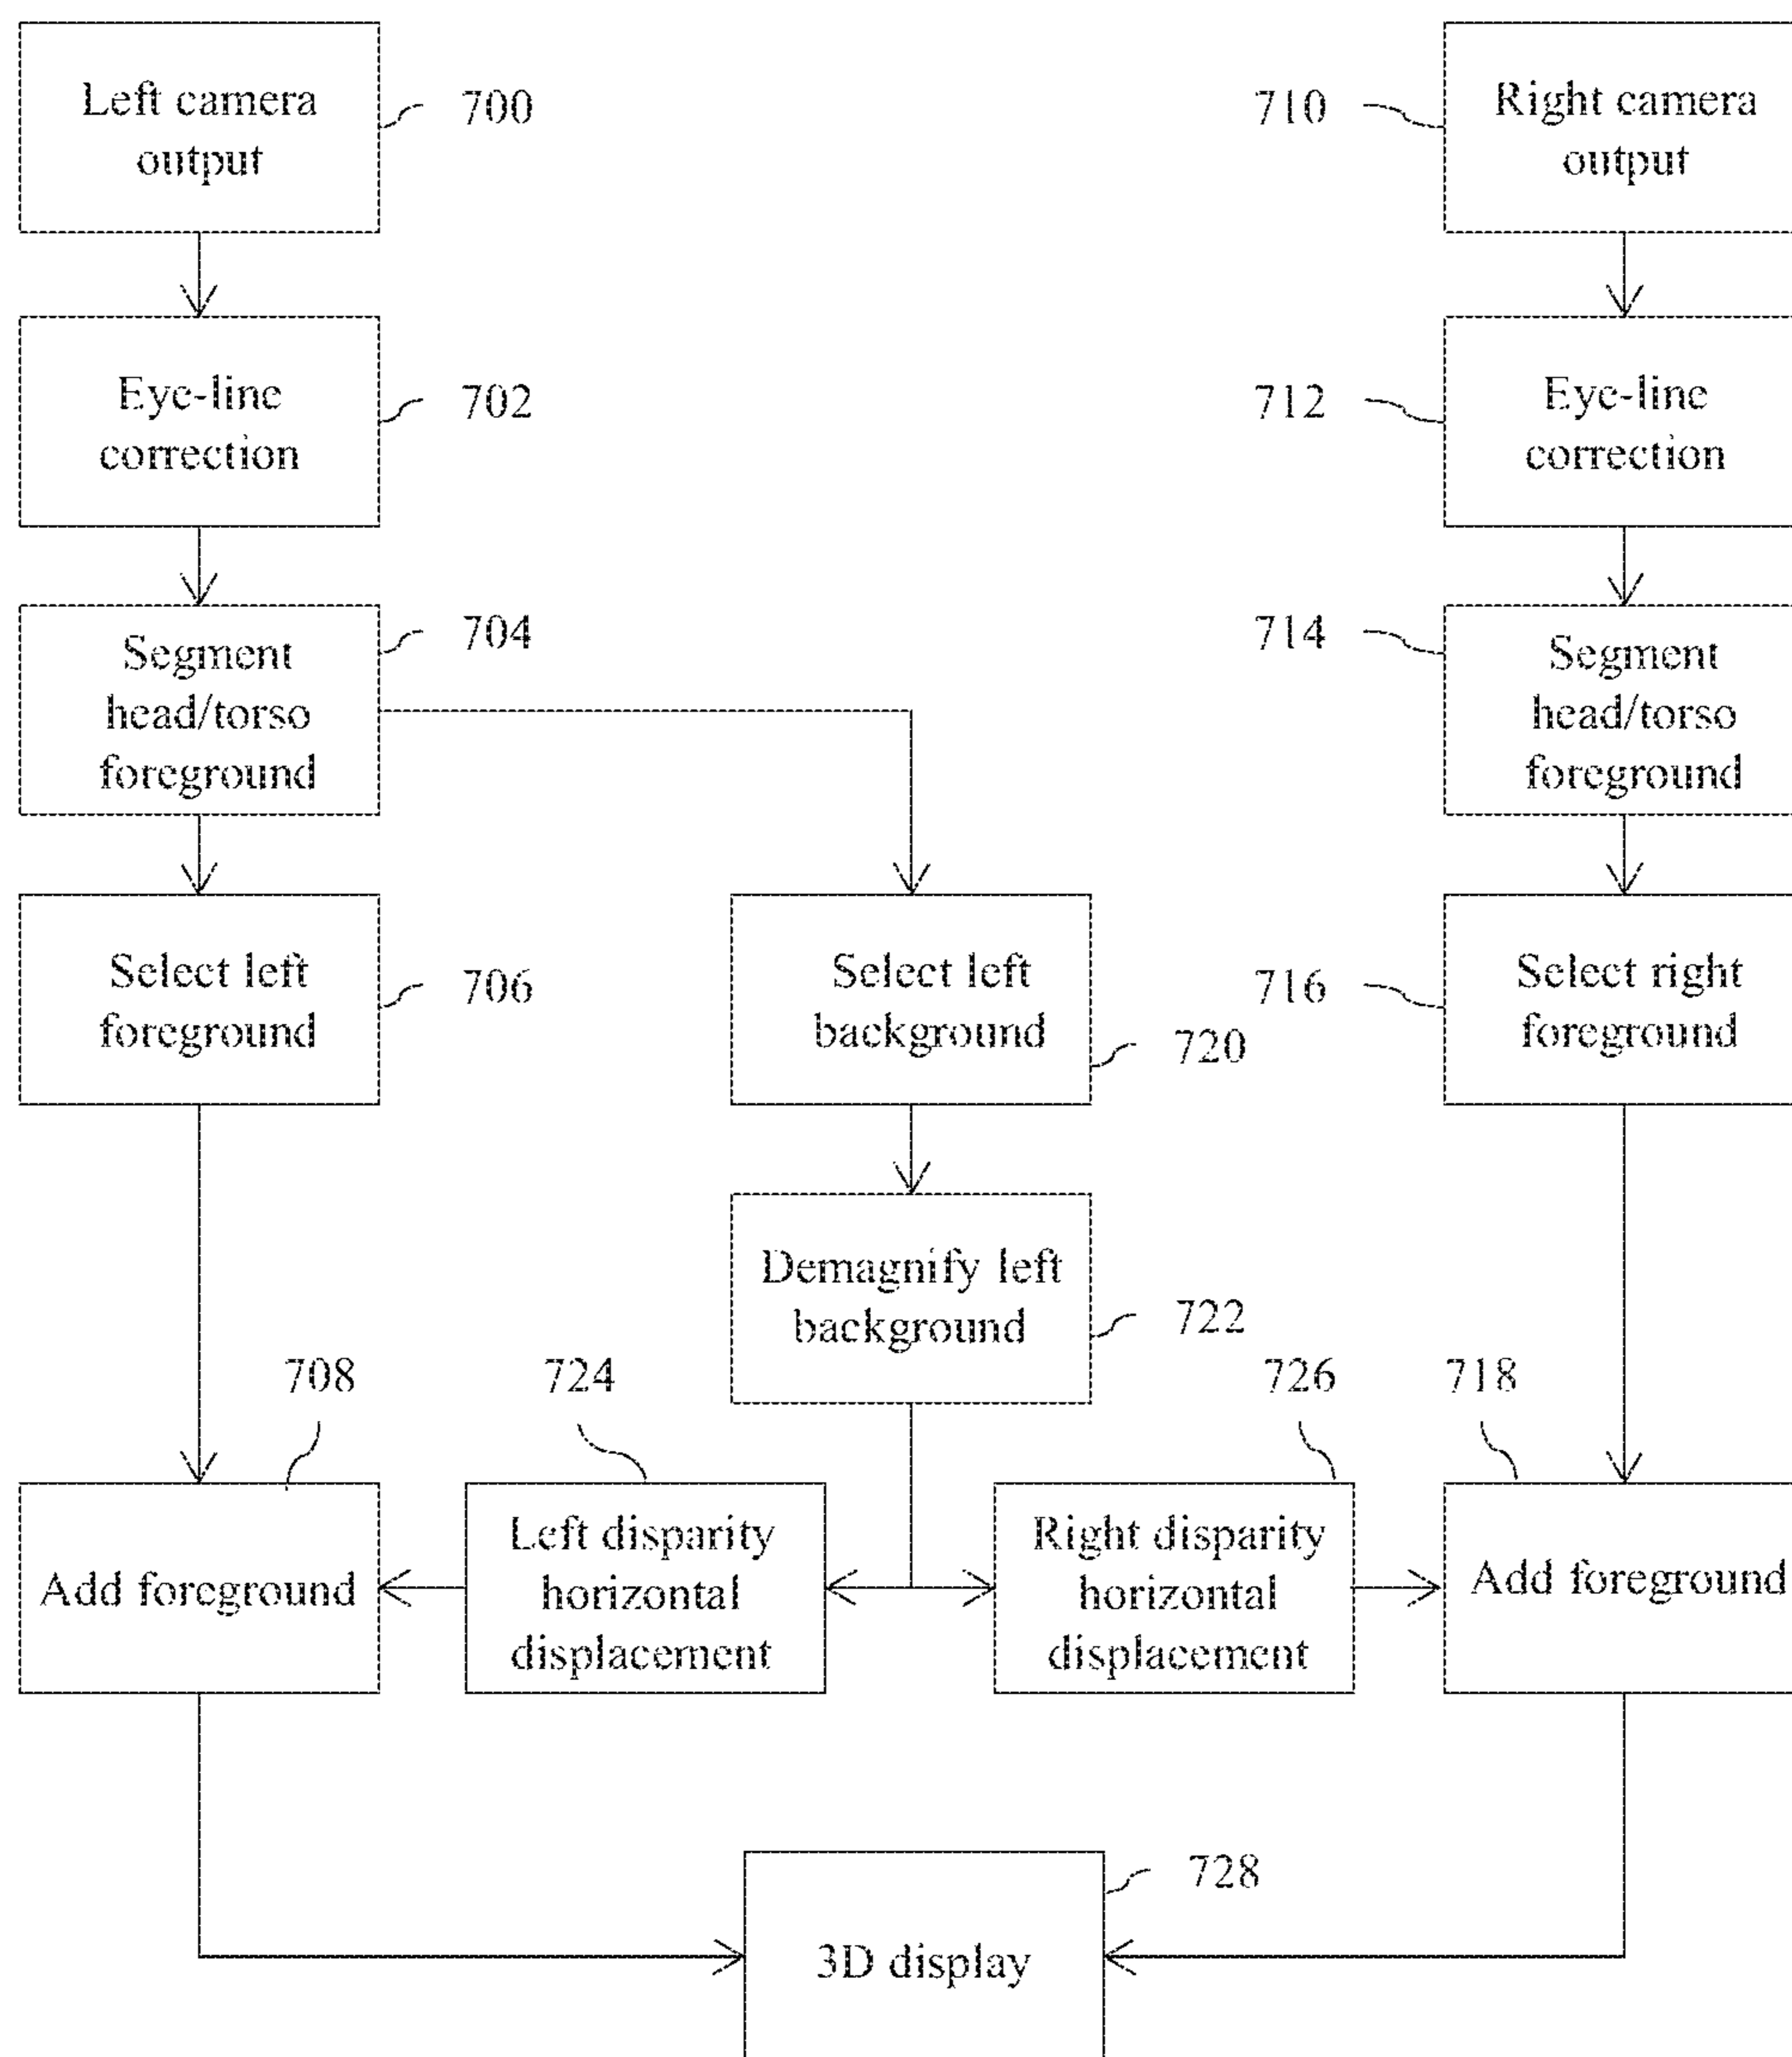 Left camera
output
700
710
Right camera
output
Eye-line
correction
702
712
Eye-line
correction
Segment
head/torso
foreground
704
714
Segment
head/torso
foreground
Select left
foreground
706
Select left
background
720
716
Select right
foreground
Demagnify left
background
722
708
724
726
718
Add foreground
Left disparity
horizontal
displacement
Right disparity
horizontal
displacement
Add foreground
728
3D display